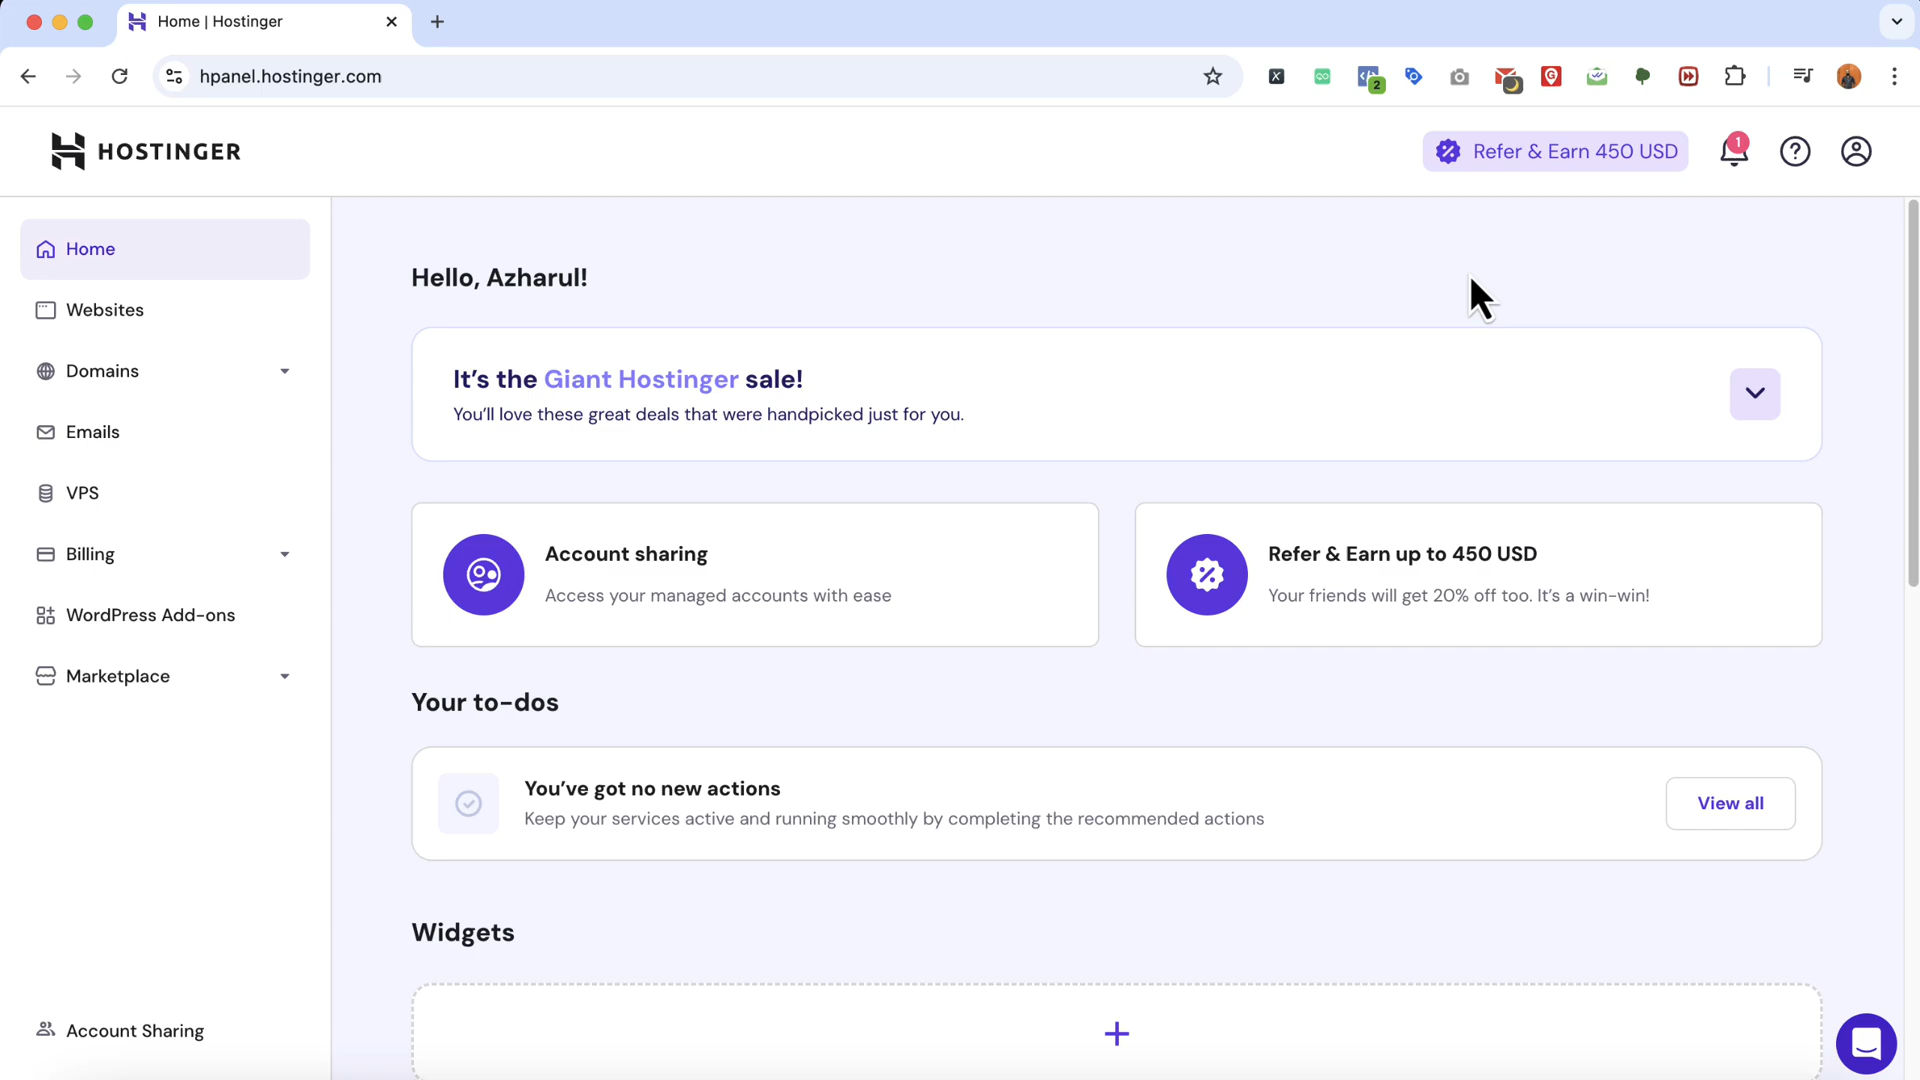 Home | Hostinger
hpanel.hostinger.com
2
HOSTINGER
Refer & Earn 450 USD
1
Home
Websites
Domains
Emails
VPS
Billing
WordPress Add-ons
Marketplace
Account Sharing
Hello, Azharul!
It's the Giant Hostinger sale!
You'll love these great deals that were handpicked just for you.
Account sharing
Access your managed accounts with ease
Refer & Earn up to 450 USD
Your friends will get 20% off too. It's a win-win!
Your to-dos
You've got no new actions
Keep your services active and running smoothly by completing the recommended actions
View all
Widgets